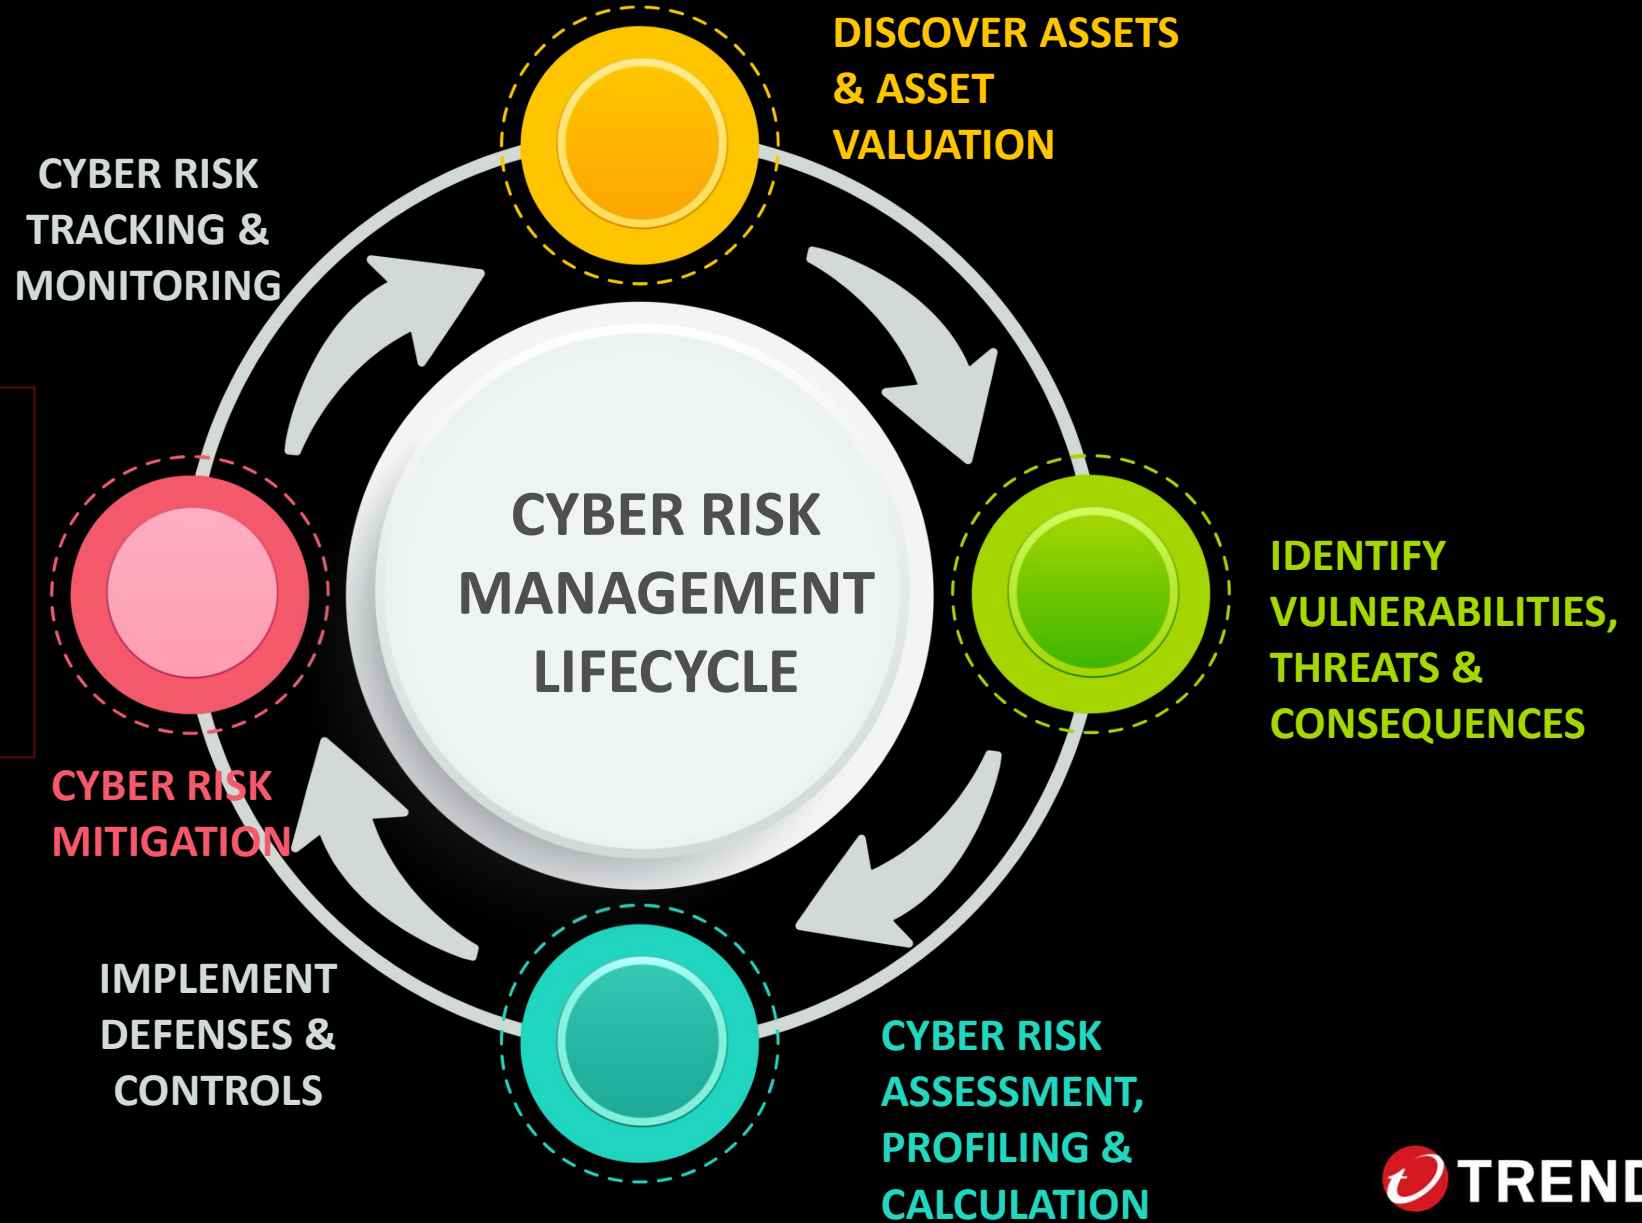 DISCOVER ASSETS
& ASSET
VALUATION
CYBER RISK
TRACKING &
MONITORING
CYBER RISK
MANAGEMENT
LIFECYCLE
IDENTIFY
VULNERABILITIES,
THREATS &
CONSEQUENCES
CYBER RISK
MITIGATION
IMPLEMENT
DEFENSES &
CONTROLS
CYBER RISK
ASSESSMENT,
PROFILING &
CALCULATION
TREND